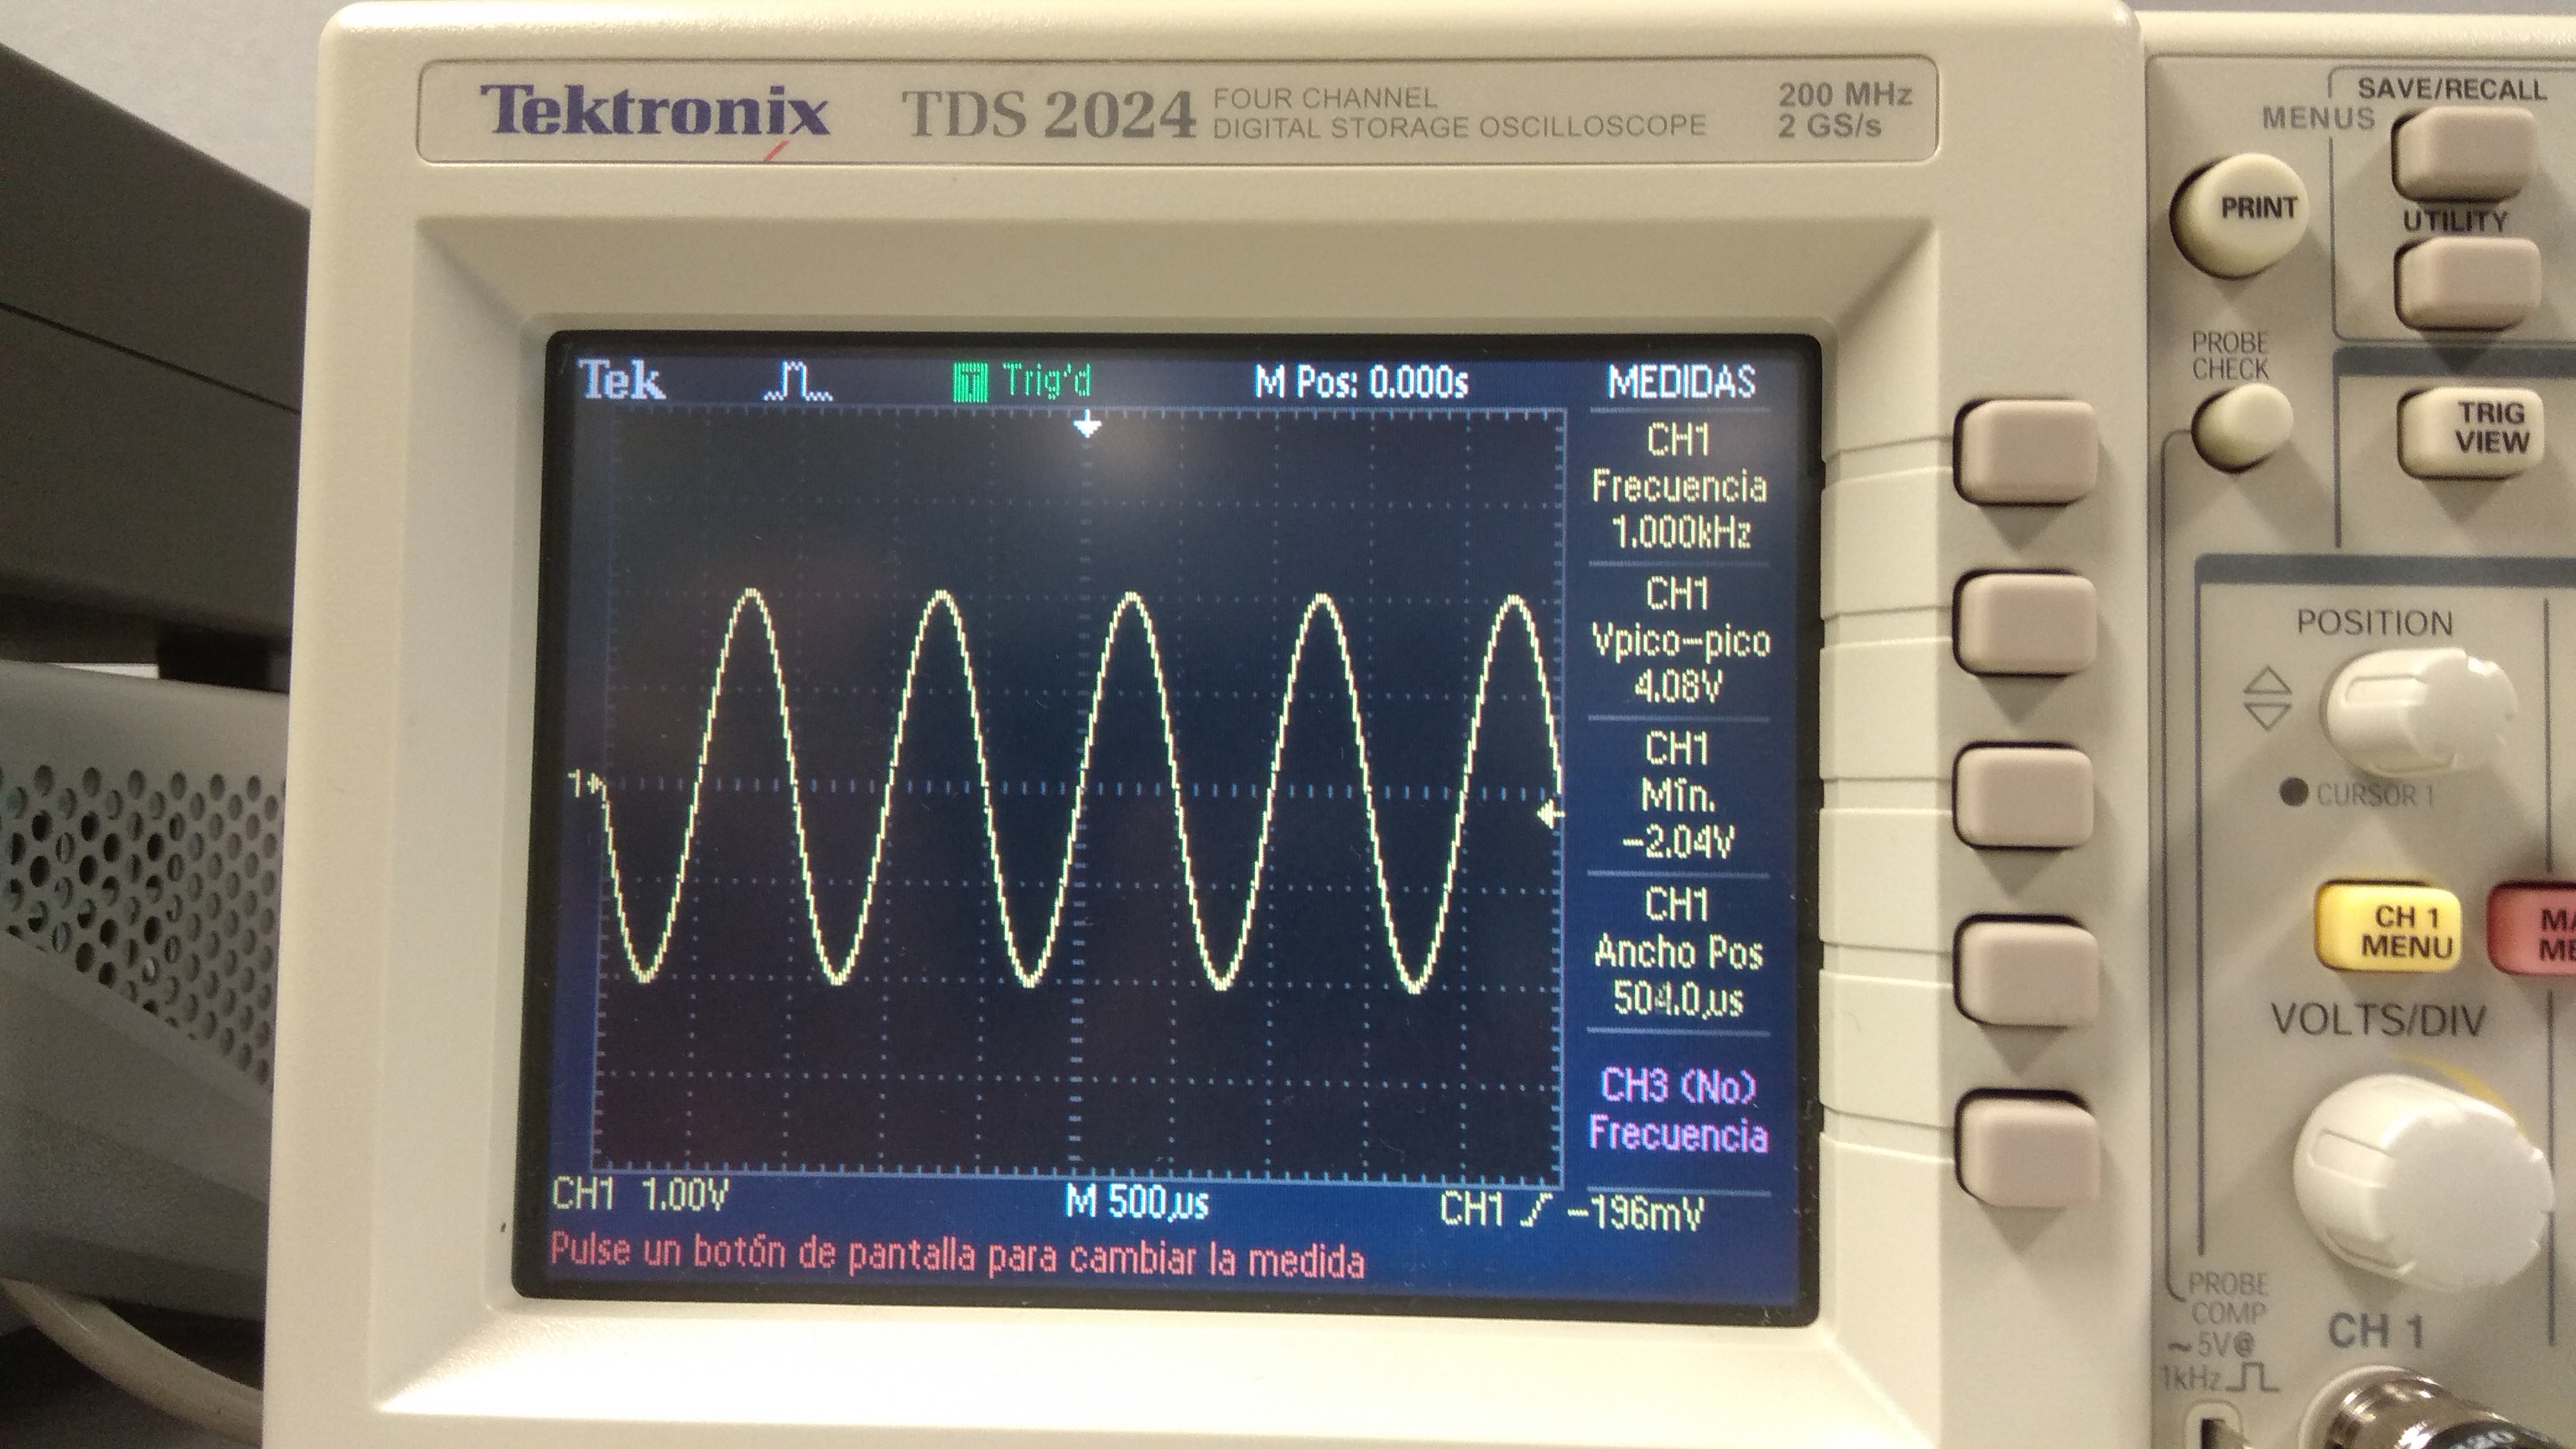 Tektronix TDS 2024 FOUR CHANNEL 200 MHz
DIGITAL STORAGE OSCILLOSCOPE 2 GS/s
SAVE/RECALL
MENUS
PRINT
UTILITY
PROBE
CHECK
TRIG
VIEW
Tek Trig'd M Pos: 0.000s MEDIDAS
CH1
Frecuencia
1.000kHz
CH1
Vpico-pico
4.08V
CH1
Mín.
-2.04V
CH1
Ancho Pos
504.0µs
CH3 (No)
Frecuencia
1
CH1 1.00V M 500µs CH1 -196mV
Pulse un botón de pantalla para cambiar la medida
POSITION
CURSOR 1
CH 1
MENU
VOLTS/DIV
PROBE
COMP
~5V@
1kHz
CH 1